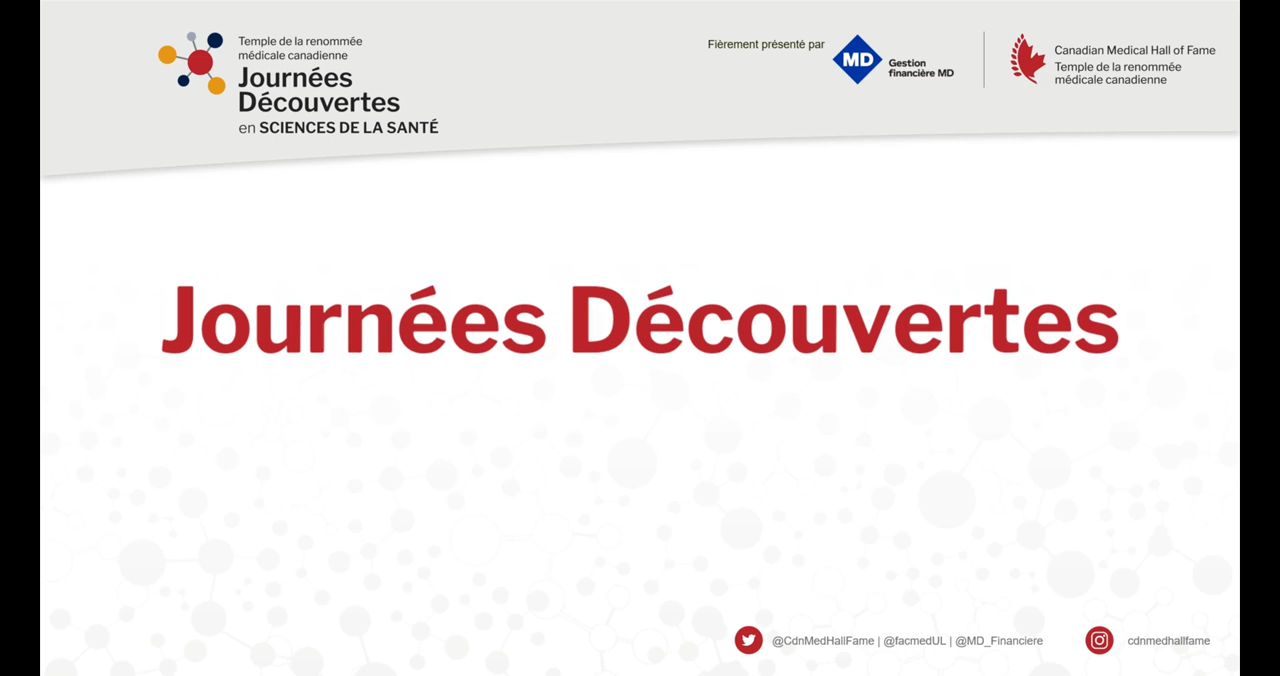 Temple de la renommée
médicale canadienne
Journées
Découvertes
en SCIENCES DE LA SANTÉ
Fièrement présenté par
MD
Gestion
financière MD
Canadian Medical Hall of Fame
Temple de la renommée
médicale canadienne
Journées Découvertes
@CdnMedHallFame | @facmedUL | @MD_Financiere
cdnmedhallfame